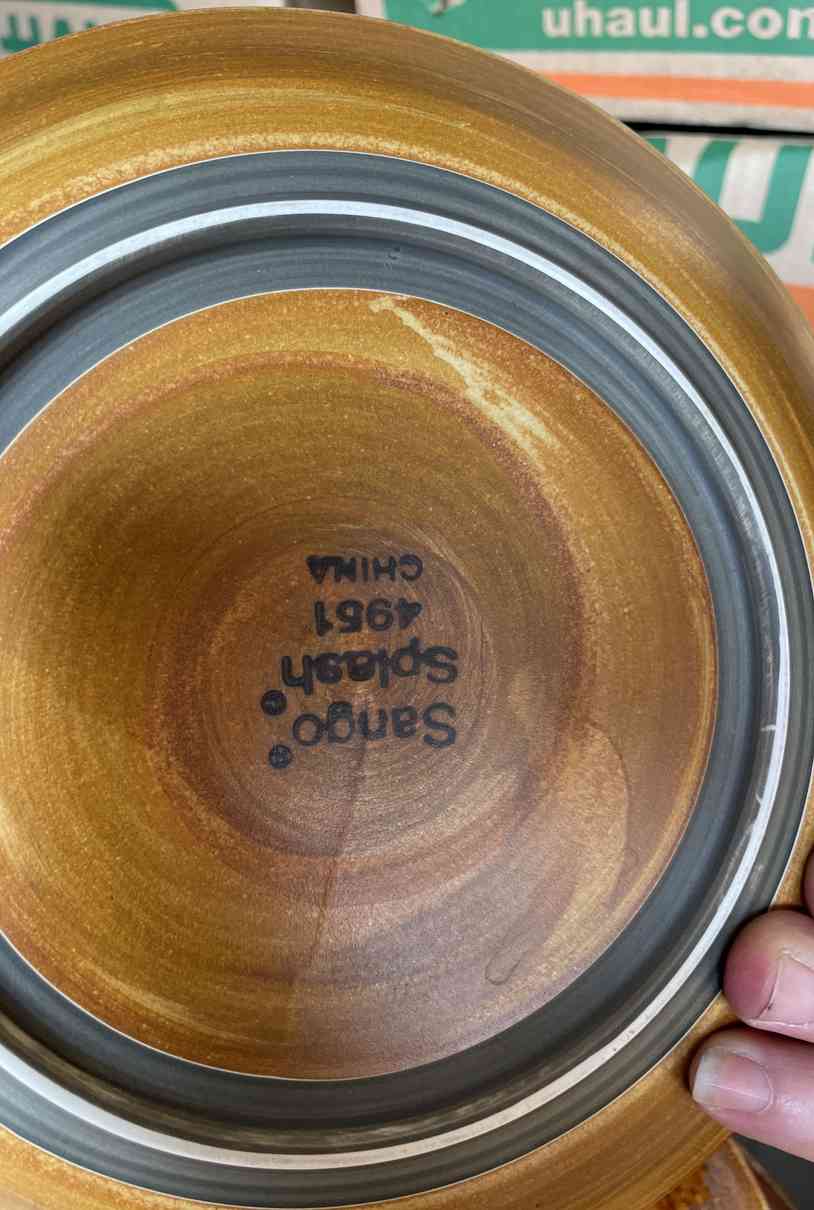 uhaul.com
Sango®
Splash©
4951
CHINA